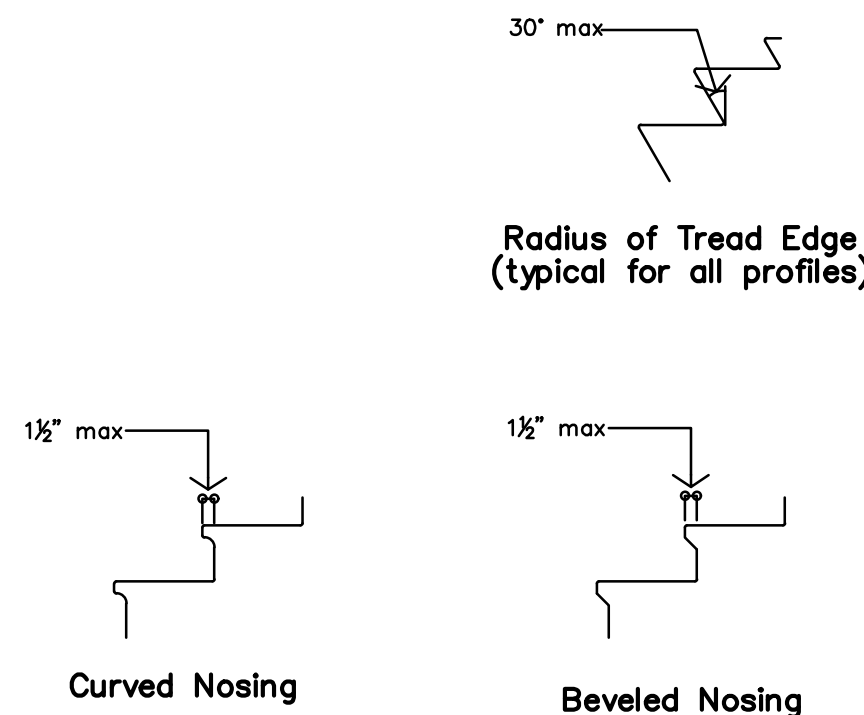 30° max
Radius of Tread Edge
(typical for all profiles)
1½” max
1½” max
Curved Nosing
Beveled Nosing